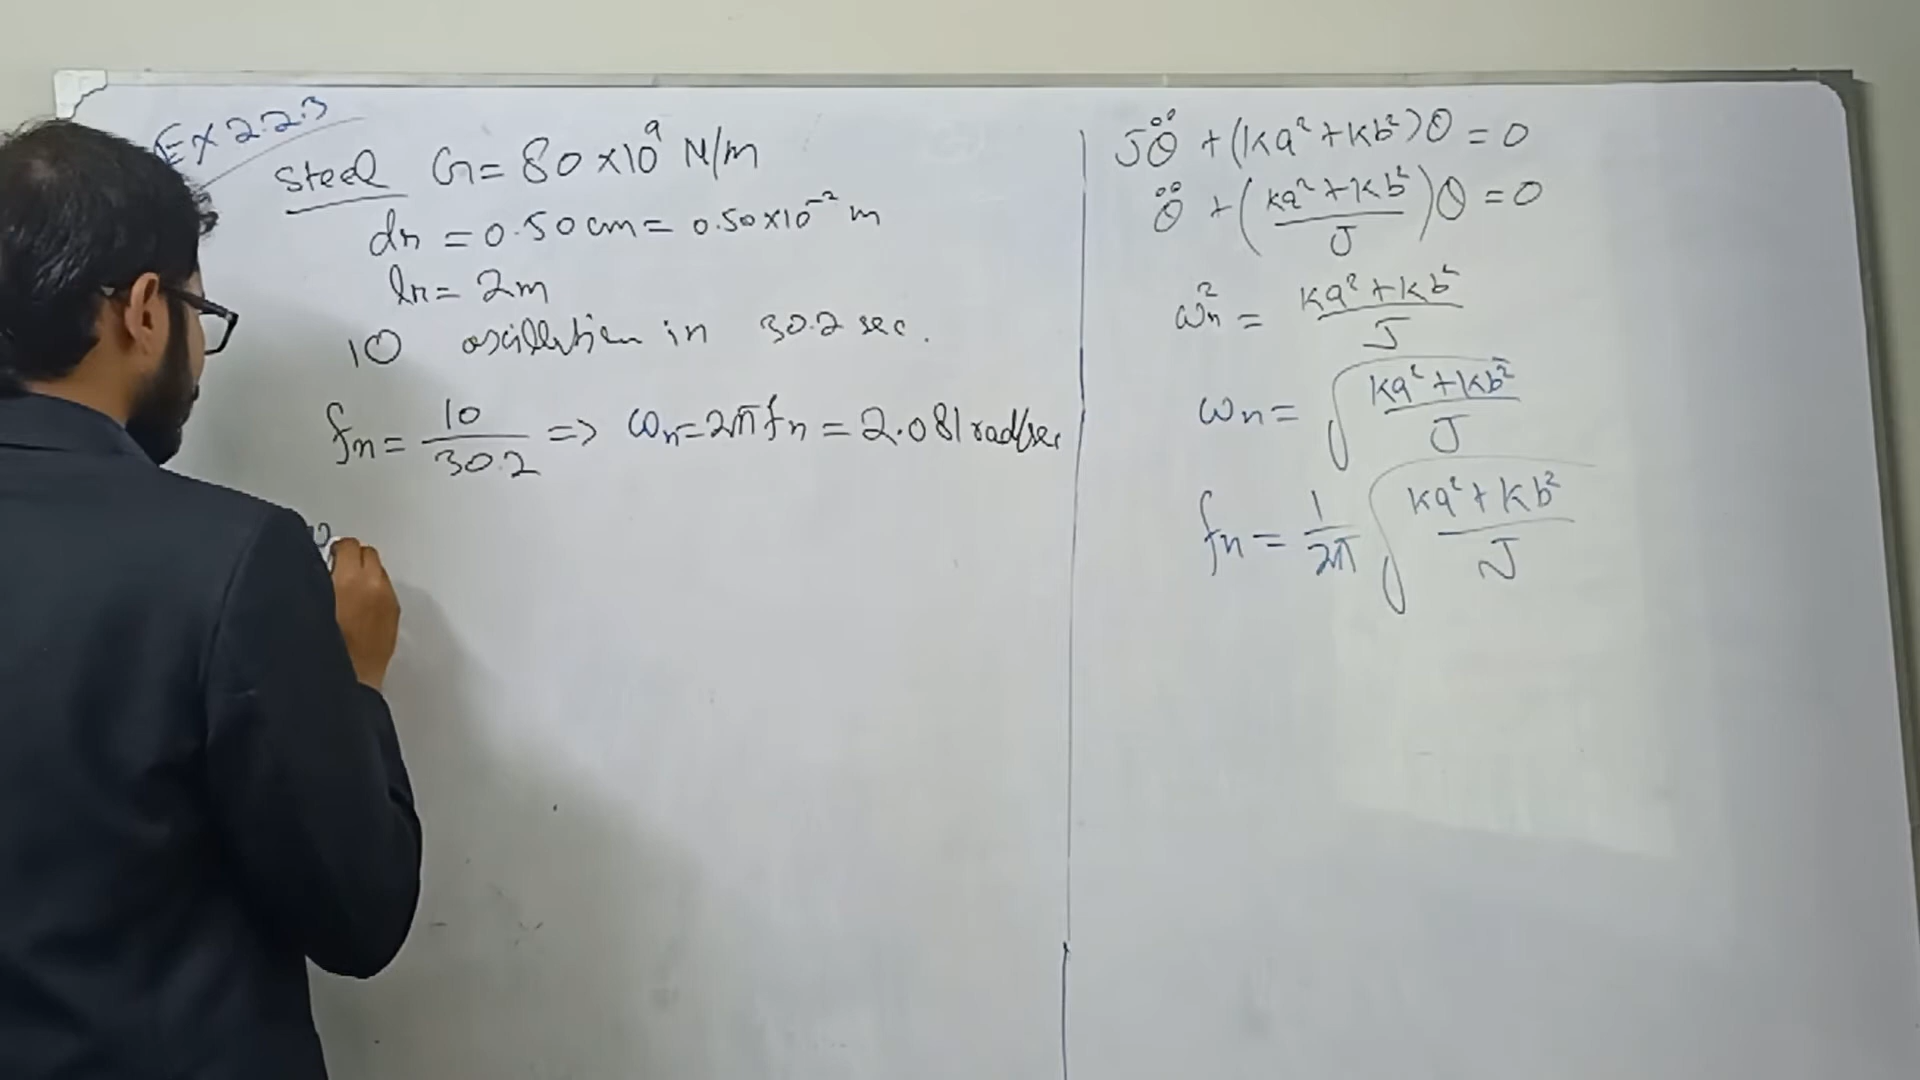 Ex 2.2.3
Steel G = 80 × 10⁹ N/m
dn = 0.50 cm = 0.50×10⁻² m
ln = 2m
10 oscillation in 30.2 sec.
fn = 10/30.2 => ωn = 2πfn = 2.081 rad/sec
Jθ̈ + (ka² + kb²)θ = 0
θ̈ + (ka² + kb²/J)θ = 0
ωn² = ka² + kb²/J
ωn = √ka² + kb²/J
fn = 1/2π √ka² + kb²/J